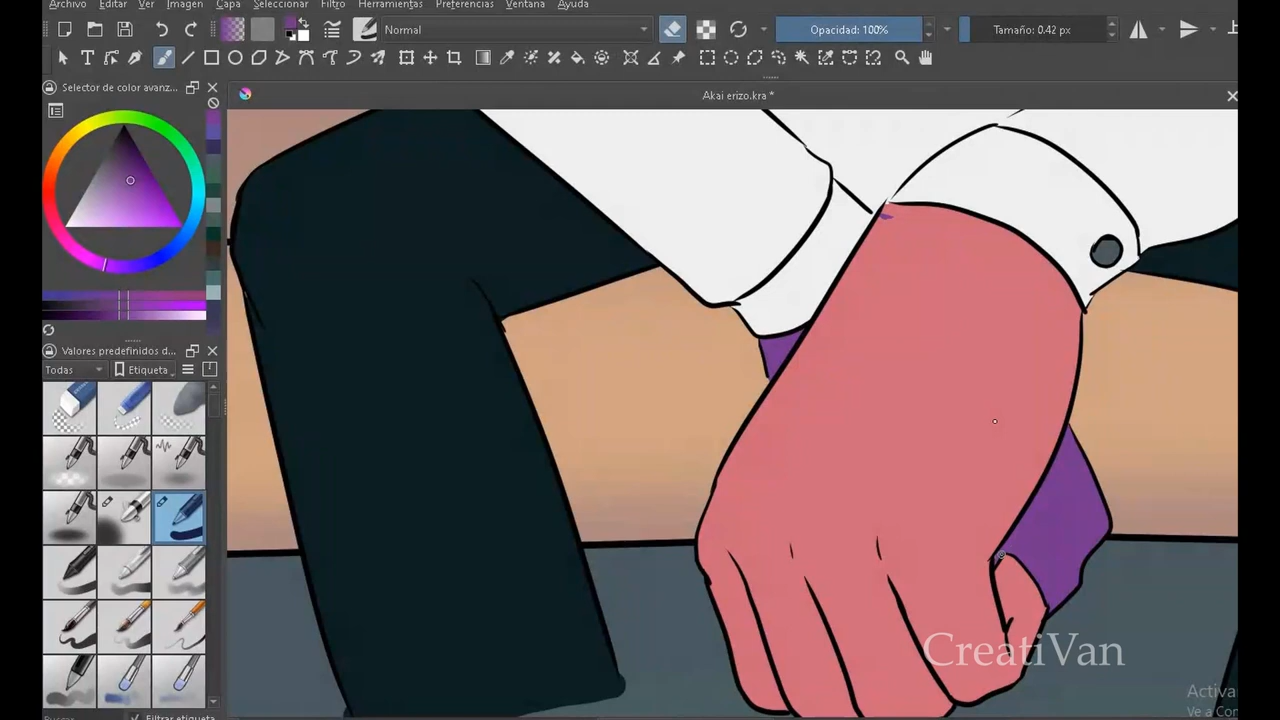 Archivo Editar Ver Imagen Capa Seleccionar Filtro Herramientas Preferencias Ventana Ayuda
Normal Opacidad: 100% Tamaño: 0.42 px
Selector de color avanz...
Akai erizo.kra *
Valores predefinidos d...
Todas Etiqueta
CreatiVan
Activa
Ve a Con
Buscar Filtrar etiqueta